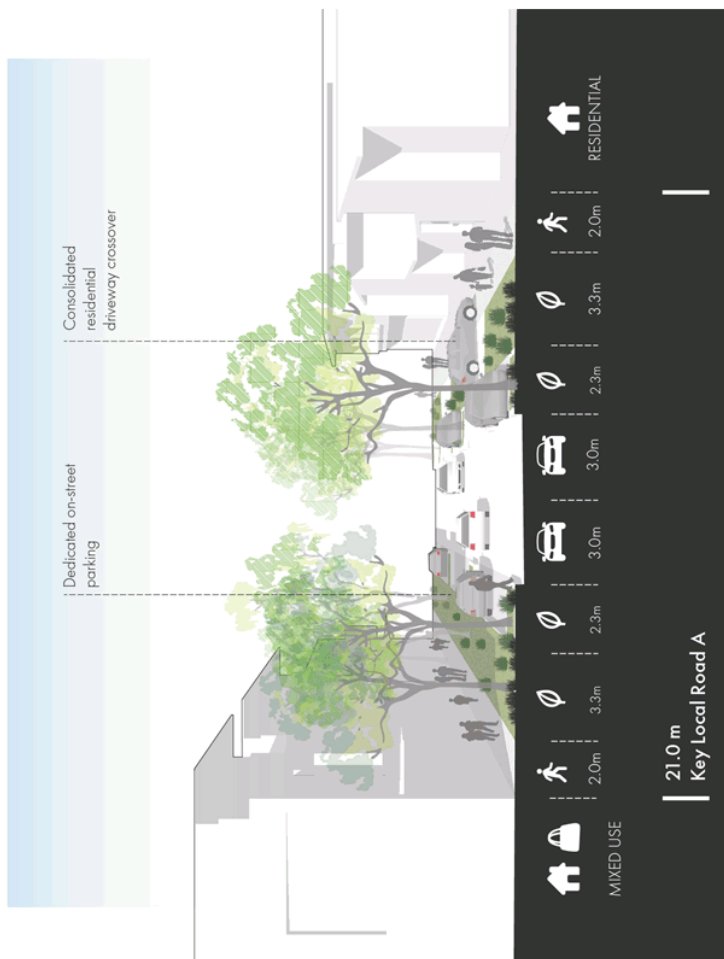 Dedicated on-street
parking
Consolidated
residential
driveway crossover
MIXED USE
2.0m
3.3m
2.3m
3.0m
3.0m
2.3m
3.3m
2.0m
RESIDENTIAL
21.0 m
Key Local Road A